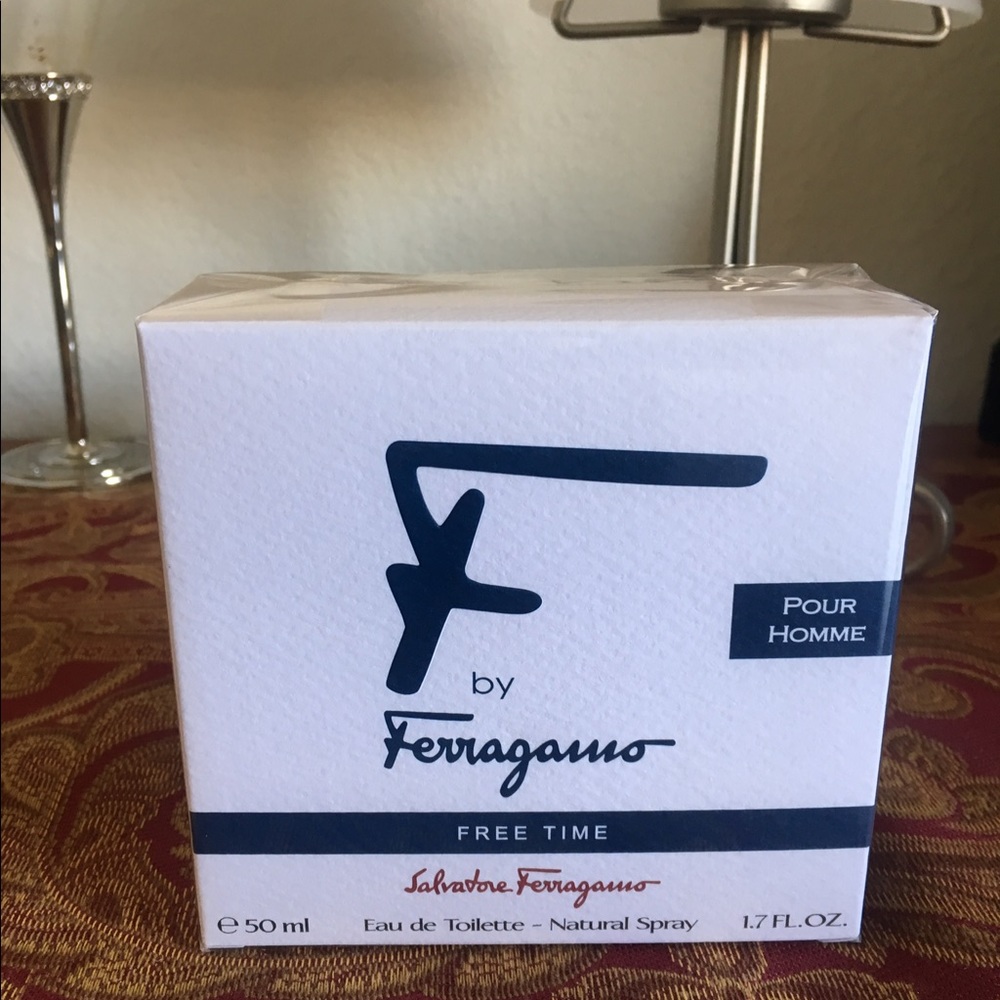 F
by
Ferragamo
POUR
HOMME
FREE TIME
Salvatore Ferragamo
℮ 50 ml Eau de Toilette - Natural Spray 1.7 FL.OZ.